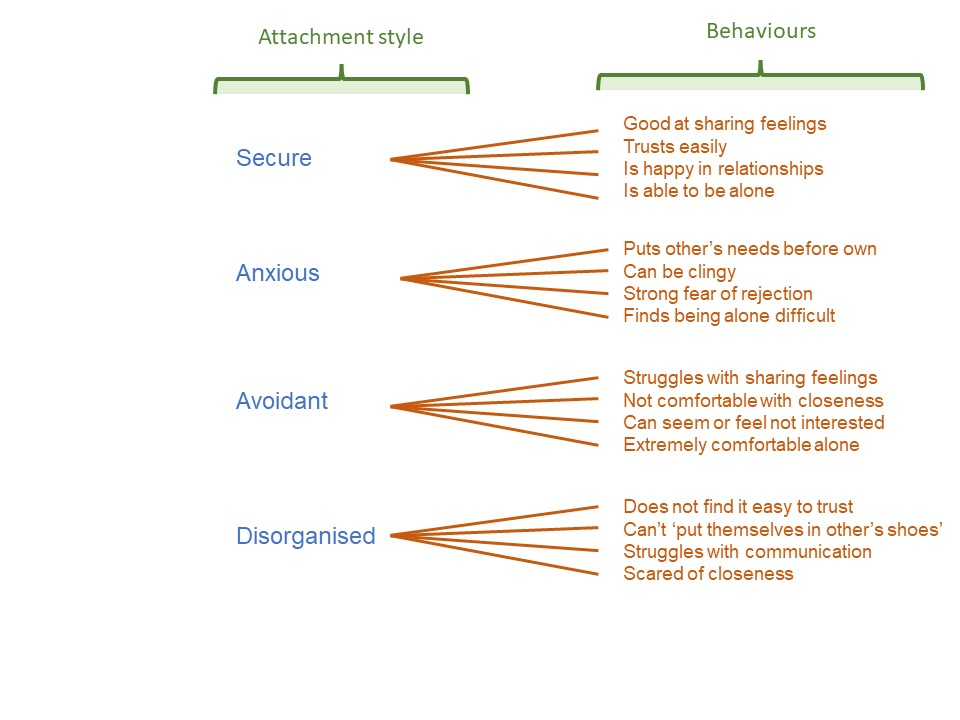 Attachment style
Behaviours
Secure
Good at sharing feelings
Trusts easily
Is happy in relationships
Is able to be alone
Anxious
Puts other’s needs before own
Can be clingy
Strong fear of rejection
Finds being alone difficult
Avoidant
Struggles with sharing feelings
Not comfortable with closeness
Can seem or feel not interested
Extremely comfortable alone
Disorganised
Does not find it easy to trust
Can’t ‘put themselves in other’s shoes’
Struggles with communication
Scared of closeness